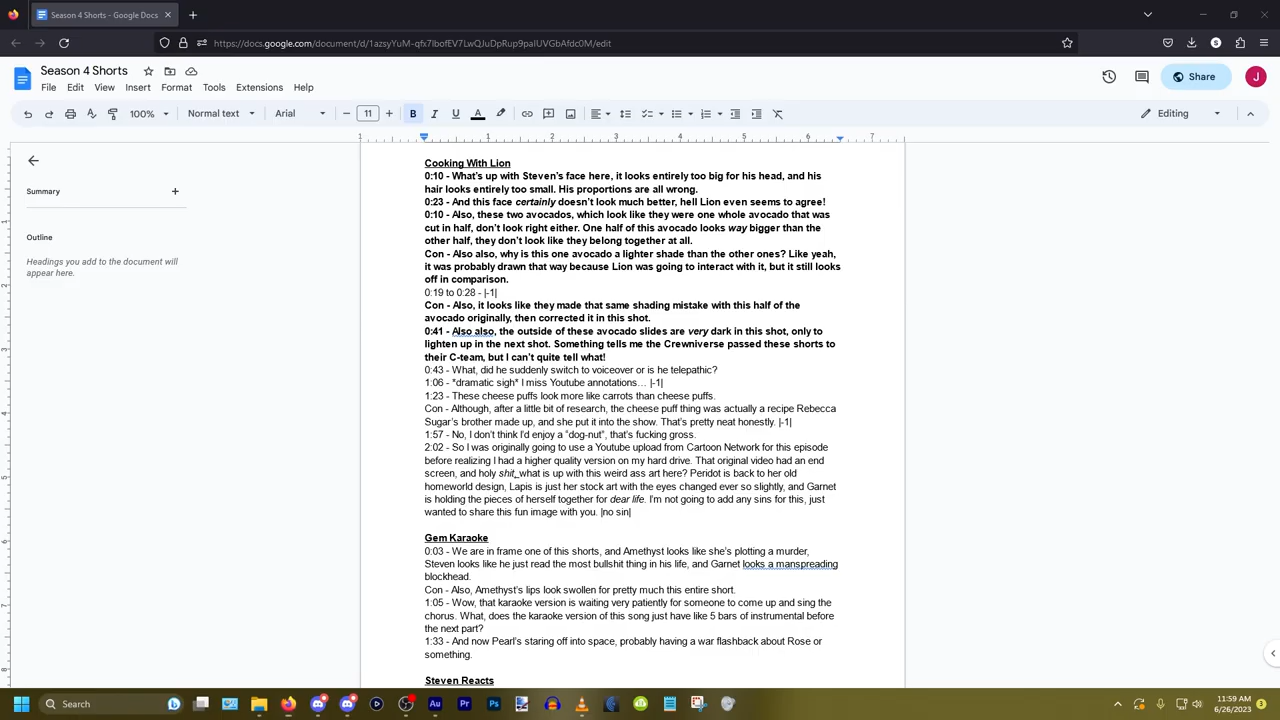 Season 4 Shorts - Google Docs
https://docs.google.com/document/d/1azsyYuM-qfx7lbofEV7LwQJuDpRup9paIUVGbAfdc0M/edit
Season 4 Shorts
File Edit View Insert Format Tools Extensions Help
Share
J
100% Normal text Arial 11 B I U A Editing
1 1 2 3 4 5 6 7
Summary
Outline
Headings you add to the document will
appear here.
Cooking With Lion
0:10 - What's up with Steven's face here, it looks entirely too big for his head, and his
hair looks entirely too small. His proportions are all wrong.
0:23 - And this face certainly doesn't look much better, hell Lion even seems to agree!
0:10 - Also, these two avocados, which look like they were one whole avocado that was
cut in half, don't look right either. One half of this avocado looks way bigger than the
other half, they don't look like they belong together at all.
Con - Also also, why is this one avocado a lighter shade than the other ones? Like yeah,
it was probably drawn that way because Lion was going to interact with it, but it still looks
off in comparison.
0:19 to 0:28 - |-1|
Con - Also, it looks like they made that same shading mistake with this half of the
avocado originally, then corrected it in this shot.
0:41 - Also also, the outside of these avocado slides are very dark in this shot, only to
lighten up in the next shot. Something tells me the Crewniverse passed these shorts to
their C-team, but I can't quite tell what!
0:43 - What, did he suddenly switch to voiceover or is he telepathic?
1:06 - *dramatic sigh* I miss Youtube annotations… |-1|
1:23 - These cheese puffs look more like carrots than cheese puffs.
Con - Although, after a little bit of research, the cheese puff thing was actually a recipe Rebecca
Sugar's brother made up, and she put it into the show. That's pretty neat honestly. |-1|
1:57 - No, I don't think I'd enjoy a "dog-nut", that's fucking gross.
2:02 - So I was originally going to use a Youtube upload from Cartoon Network for this episode
before realizing I had a higher quality version on my hard drive. That original video had an end
screen, and holy shit, what is up with this weird ass art here? Peridot is back to her old
homeworld design, Lapis is just her stock art with the eyes changed ever so slightly, and Garnet
is holding the pieces of herself together for dear life. I'm not going to add any sins for this, just
wanted to share this fun image with you. |no sin|
Gem Karaoke
0:03 - We are in frame one of this shorts, and Amethyst looks like she's plotting a murder,
Steven looks like he just read the most bullshit thing in his life, and Garnet looks a manspreading
blockhead.
Con - Also, Amethyst's lips look swollen for pretty much this entire short.
1:05 - Wow, that karaoke version is waiting very patiently for someone to come up and sing the
chorus. What, does the karaoke version of this song just have like 5 bars of instrumental before
the next part?
1:33 - And now Pearl's staring off into space, probably having a war flashback about Rose or
something.
Steven Reacts
Search
11:59 AM
6/26/2023